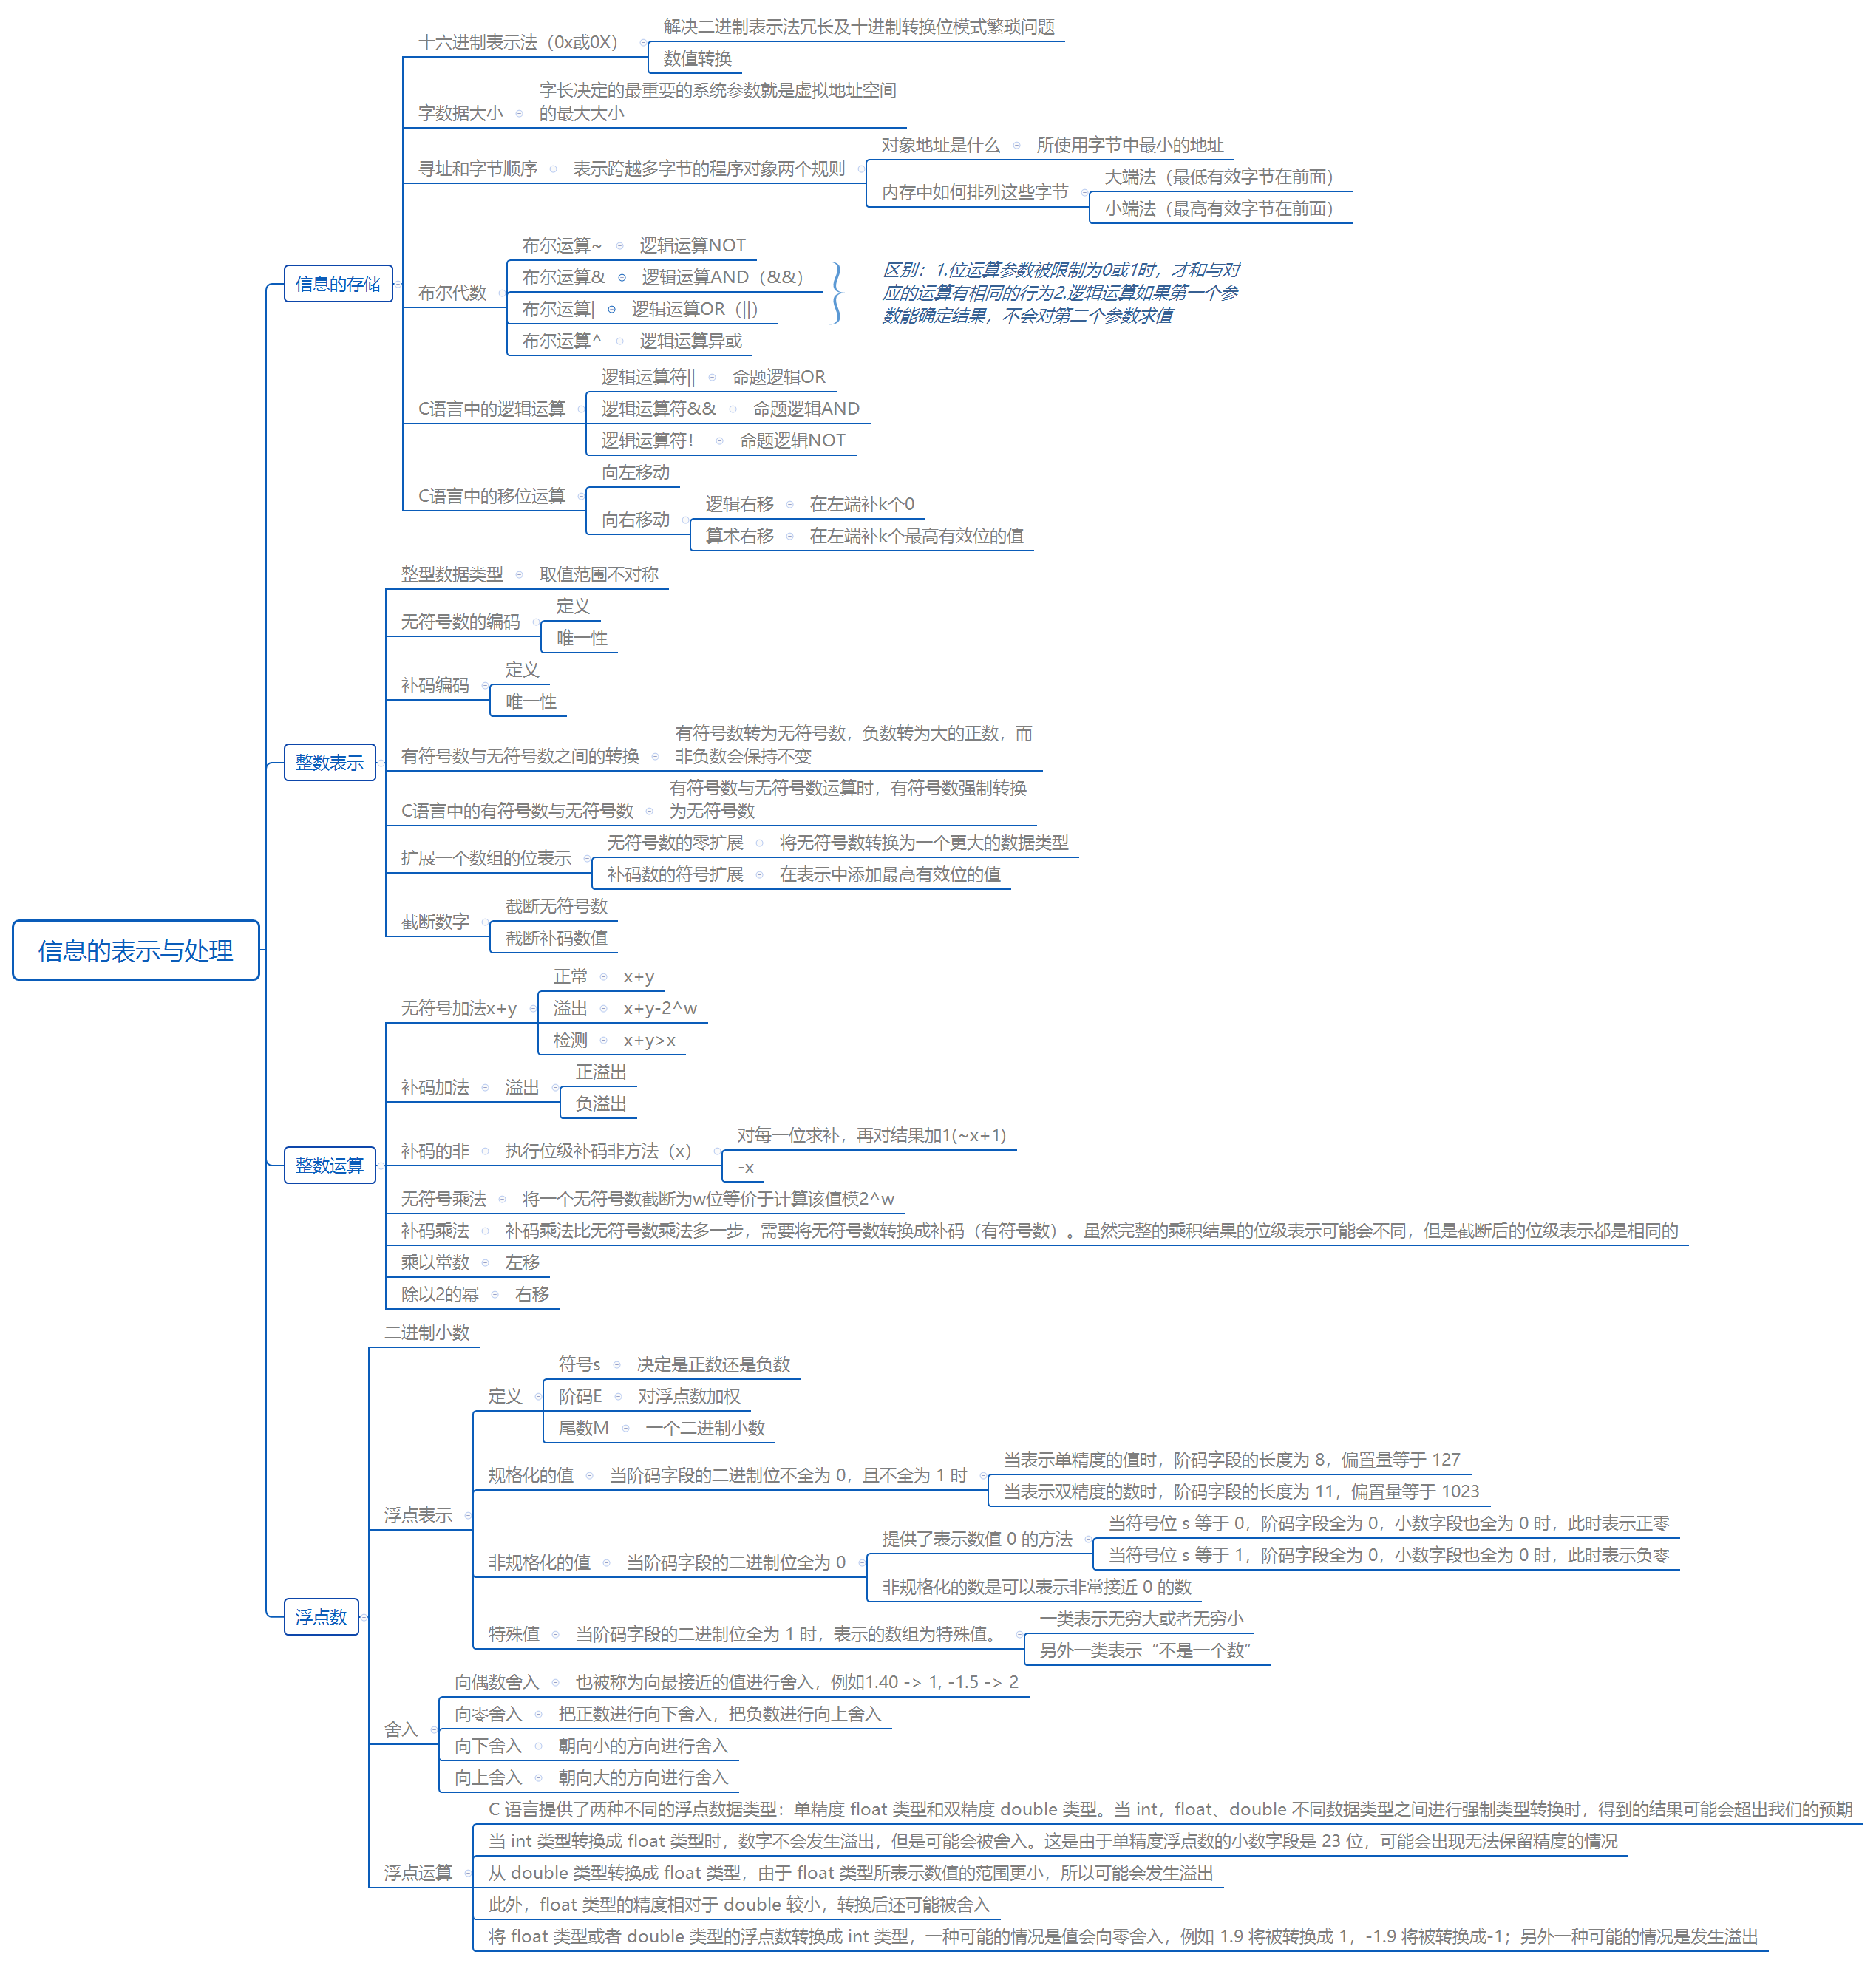 信息的表示与处理
信息的存储
十六进制表示法（0x或0X）
解决二进制表示法冗长及十进制转换位模式繁琐问题
数值转换
字数据大小
字长决定的最重要的系统参数就是虚拟地址空间
的最大大小
寻址和字节顺序
表示跨越多字节的程序对象两个规则
对象地址是什么
所使用字节中最小的地址
内存中如何排列这些字节
大端法（最低有效字节在前面）
小端法（最高有效字节在前面）
布尔代数
布尔运算~
逻辑运算NOT
布尔运算&
逻辑运算AND（&&）
布尔运算|
逻辑运算OR（||）
布尔运算^
逻辑运算异或
区别：1.位运算参数被限制为0或1时，才和与对
应的运算有相同的行为2.逻辑运算如果第一个参
数能确定结果，不会对第二个参数求值
C语言中的逻辑运算
逻辑运算符||
命题逻辑OR
逻辑运算符&&
命题逻辑AND
逻辑运算符！
命题逻辑NOT
C语言中的移位运算
向左移动
向右移动
逻辑右移
在左端补k个0
算术右移
在左端补k个最高有效位的值
整数表示
整型数据类型
取值范围不对称
无符号数的编码
定义
唯一性
补码编码
定义
唯一性
有符号数与无符号数之间的转换
有符号数转为无符号数，负数转为大的正数，而
非负数会保持不变
C语言中的有符号数与无符号数
有符号数与无符号数运算时，有符号数强制转换
为无符号数
扩展一个数组的位表示
无符号数的零扩展
将无符号数转换为一个更大的数据类型
补码数的符号扩展
在表示中添加最高有效位的值
截断数字
截断无符号数
截断补码数值
整数运算
无符号加法x+y
正常
x+y
溢出
x+y-2^w
检测
x+y>x
补码加法
溢出
正溢出
负溢出
补码的非
执行位级补码非方法（x）
对每一位求补，再对结果加1(~x+1)
-x
无符号乘法
将一个无符号数截断为w位等价于计算该值模2^w
补码乘法
补码乘法比无符号数乘法多一步，需要将无符号数转换成补码（有符号数）。虽然完整的乘积结果的位级表示可能会不同，但是截断后的位级表示都是相同的
乘以常数
左移
除以2的幂
右移
浮点数
二进制小数
浮点表示
定义
符号s
决定是正数还是负数
阶码E
对浮点数加权
尾数M
一个二进制小数
规格化的值
当阶码字段的二进制位不全为 0，且不全为 1 时
当表示单精度的值时，阶码字段的长度为 8，偏置量等于 127
当表示双精度的数时，阶码字段的长度为 11，偏置量等于 1023
非规格化的值
当阶码字段的二进制位全为 0
提供了表示数值 0 的方法
当符号位 s 等于 0，阶码字段全为 0，小数字段也全为 0 时，此时表示正零
当符号位 s 等于 1，阶码字段全为 0，小数字段也全为 0 时，此时表示负零
非规格化的数是可以表示非常接近 0 的数
特殊值
当阶码字段的二进制位全为 1 时，表示的数组为特殊值。
一类表示无穷大或者无穷小
另外一类表示“不是一个数”
舍入
向偶数舍入
也被称为向最接近的值进行舍入，例如1.40 -> 1, -1.5 -> 2
向零舍入
把正数进行向下舍入，把负数进行向上舍入
向下舍入
朝向小的方向进行舍入
向上舍入
朝向大的方向进行舍入
浮点运算
C 语言提供了两种不同的浮点数据类型：单精度 float 类型和双精度 double 类型。当 int，float、double 不同数据类型之间进行强制类型转换时，得到的结果可能会超出我们的预期
当 int 类型转换成 float 类型时，数字不会发生溢出，但是可能会被舍入。这是由于单精度浮点数的小数字段是 23 位，可能会出现无法保留精度的情况
从 double 类型转换成 float 类型，由于 float 类型所表示数值的范围更小，所以可能会发生溢出
此外，float 类型的精度相对于 double 较小，转换后还可能被舍入
将 float 类型或者 double 类型的浮点数转换成 int 类型，一种可能的情况是值会向零舍入，例如 1.9 将被转换成 1，-1.9 将被转换成-1；另外一种可能的情况是发生溢出